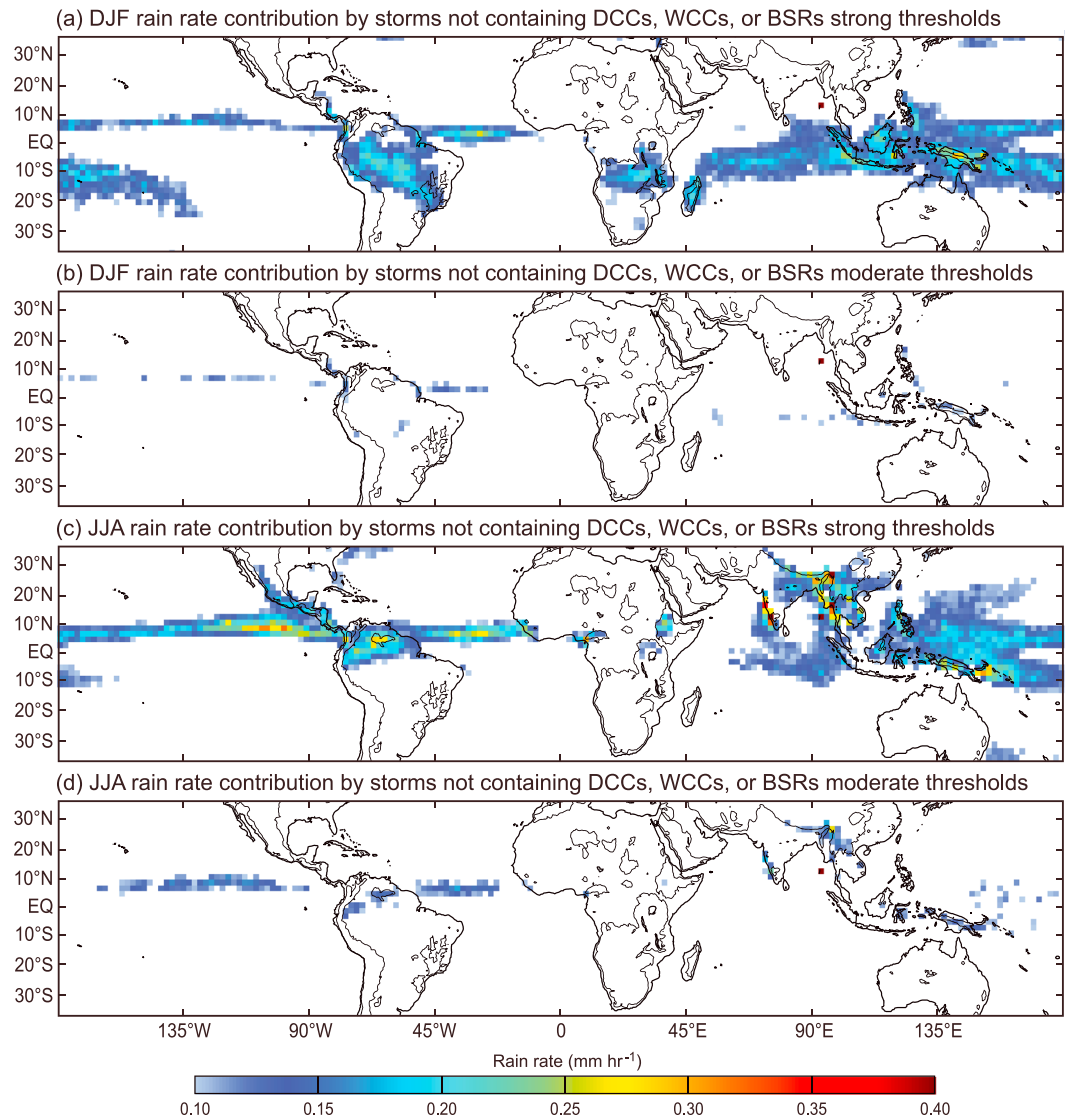 (a) DJF rain rate contribution by storms not containing DCCs, WCCs, or BSRs strong thresholds
30°N
20°N
10°N
EQ
10°S
20°S
30°S
(b) DJF rain rate contribution by storms not containing DCCs, WCCs, or BSRs moderate thresholds
30°N
20°N
10°N
EQ
10°S
20°S
30°S
(c) JJA rain rate contribution by storms not containing DCCs, WCCs, or BSRs strong thresholds
30°N
20°N
10°N
EQ
10°S
20°S
30°S
(d) JJA rain rate contribution by storms not containing DCCs, WCCs, or BSRs moderate thresholds
30°N
20°N
10°N
EQ
10°S
20°S
30°S
135°W 90°W 45°W 0 45°E 90°E 135°E
Rain rate (mm hr⁻¹)
0.10 0.15 0.20 0.25 0.30 0.35 0.40